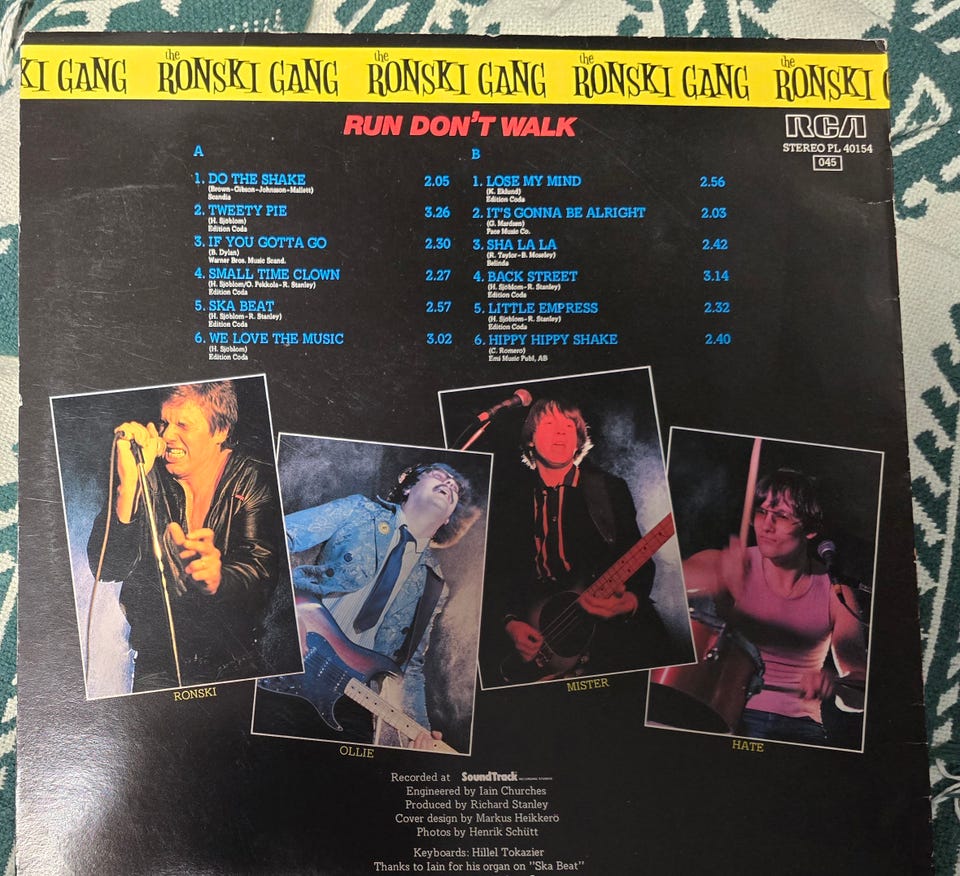 KI GANG the RONSKI GANG the RONSKI GANG the RONSKI GANG the RONSKI G
RUN DON'T WALK
RCA
STEREO PL 40154
045
A
1. DO THE SHAKE 2.05
(Brown-Gibson-Johnsson-Mallett)
Scandia
2. TWEETY PIE 3.26
(H. Sjöblom)
Edition Coda
3. IF YOU GOTTA GO 2.30
(B. Dylan)
Warner Bros. Music Scand.
4. SMALL TIME CLOWN 2.27
(H. Sjöblom/O. Pekkola-R. Stanley)
Edition Coda
5. SKA BEAT 2.57
(H. Sjöblom-R. Stanley)
Edition Coda
6. WE LOVE THE MUSIC 3.02
(H. Sjöblom)
Edition Coda
B
1. LOSE MY MIND 2.56
(K. Eklund)
Edition Coda
2. IT'S GONNA BE ALRIGHT 2.03
(G. Mardsen)
Pace Music Co.
3. SHA LA LA 2.42
(R. Taylor-B. Moseley)
Belinda
4. BACK STREET 3.14
(H. Sjöblom-R. Stanley)
Edition Coda
5. LITTLE EMPRESS 2.32
(H. Sjöblom-R. Stanley)
Edition Coda
6. HIPPY HIPPY SHAKE 2.40
(C. Romero)
Emi Music Publ, AB
RONSKI
OLLIE
MISTER
HATE
Recorded at SoundTrack RECORDING STUDIOS
Engineered by Iain Churches
Produced by Richard Stanley
Cover design by Markus Heikkerö
Photos by Henrik Schütt
Keyboards: Hillel Tokazier
Thanks to Iain for his organ on "Ska Beat"